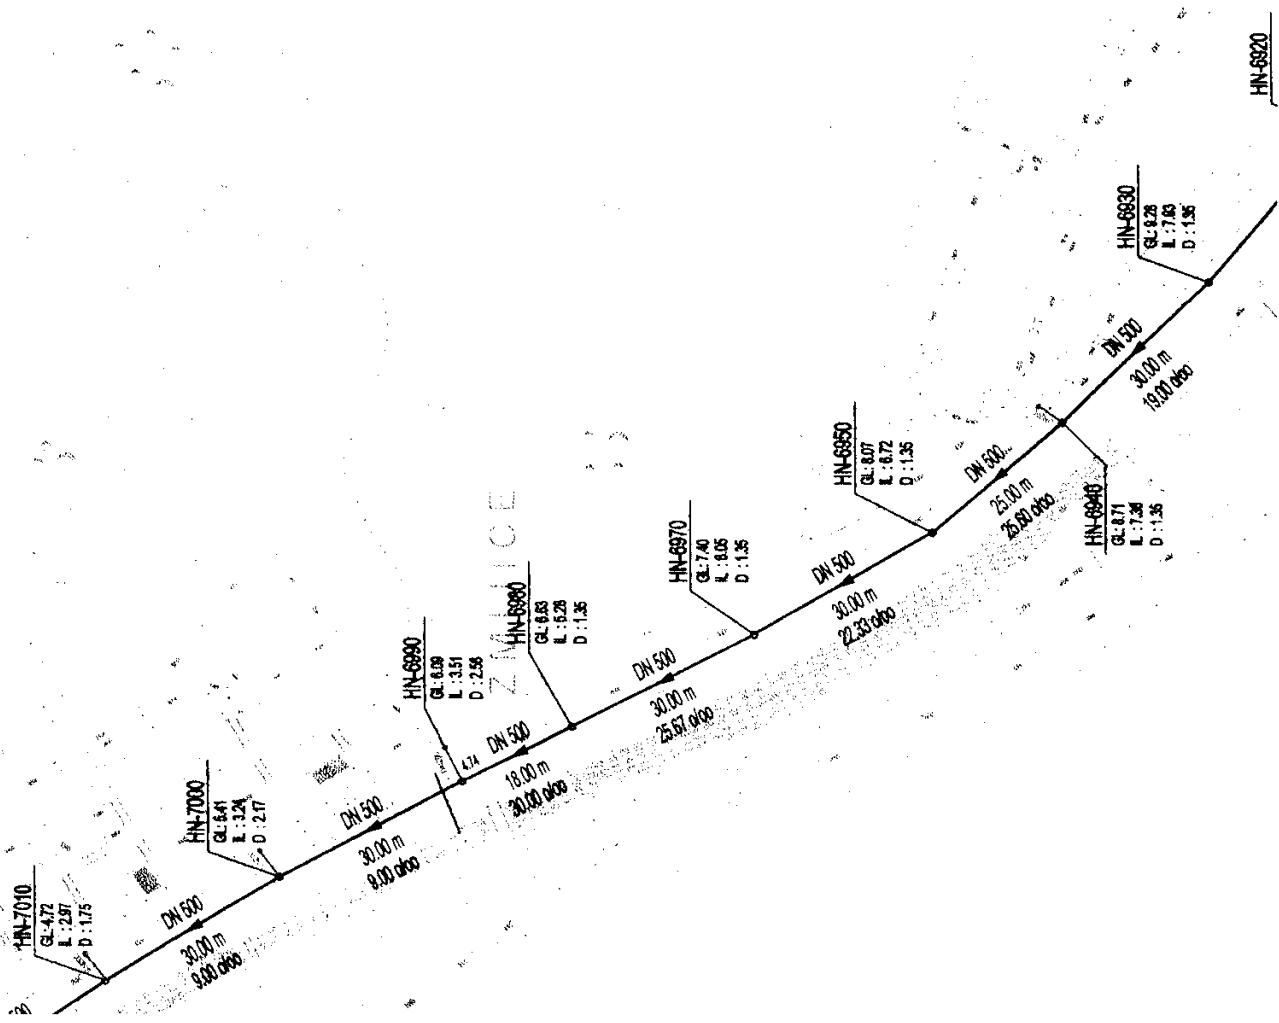 HN-6920
HN-6930
GL: 9.28
IL : 7.93
D : 1.35
DN 500
30.00 m
19.00 o/oo
HN-6940
GL: 8.71
IL : 7.36
D : 1.35
DN 500
25.00 m
25.60 o/oo
HN-6950
GL: 8.07
IL : 6.72
D : 1.35
DN 500
30.00 m
22.33 o/oo
HN-6970
GL: 7.40
IL : 6.05
D : 1.35
DN 500
30.00 m
25.67 o/oo
HN-6980
GL: 6.63
IL : 5.28
D : 1.35
DN 500
18.00 m
30.00 o/oo
HN-6990
GL: 6.09
IL : 3.51
D : 2.58
4.74
DN 500
30.00 m
9.00 o/oo
HN-7000
GL: 5.41
IL : 3.24
D : 2.17
DN 500
30.00 m
9.00 o/oo
HN-7010
GL: 4.72
IL : 2.97
D : 1.75